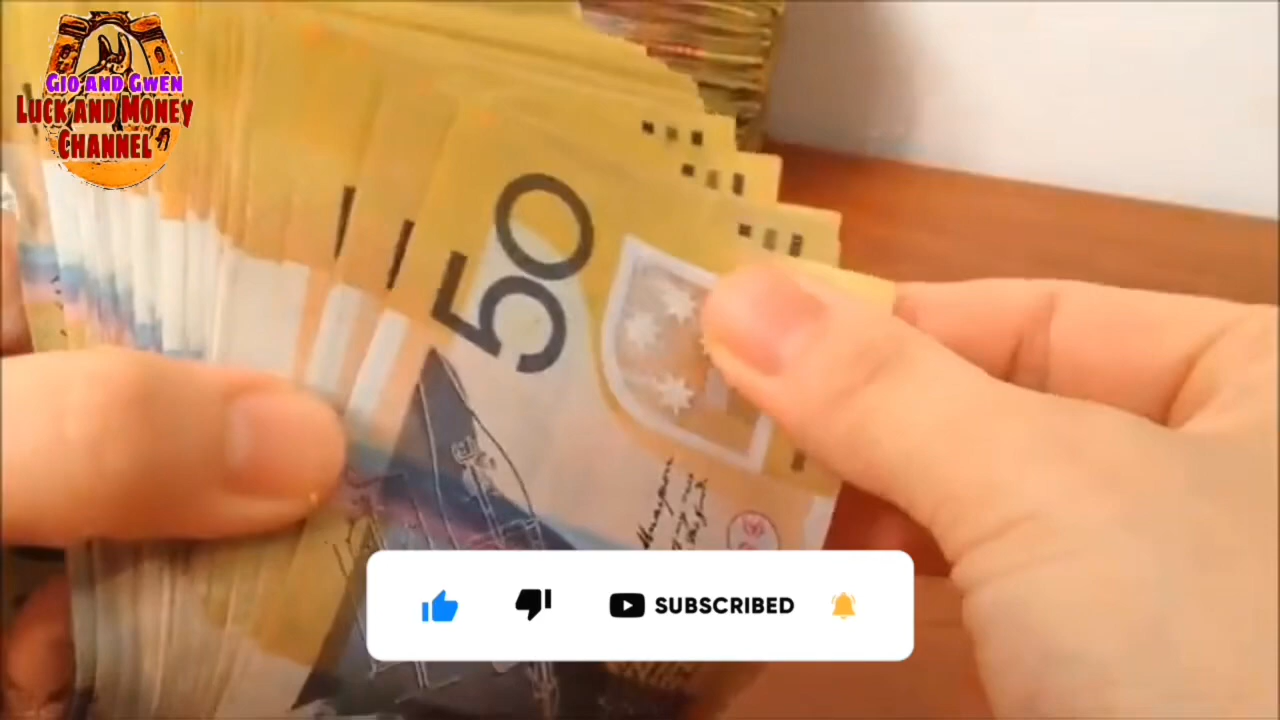 Gio and Gwen
Luck and Money
Channel
50
SUBSCRIBED